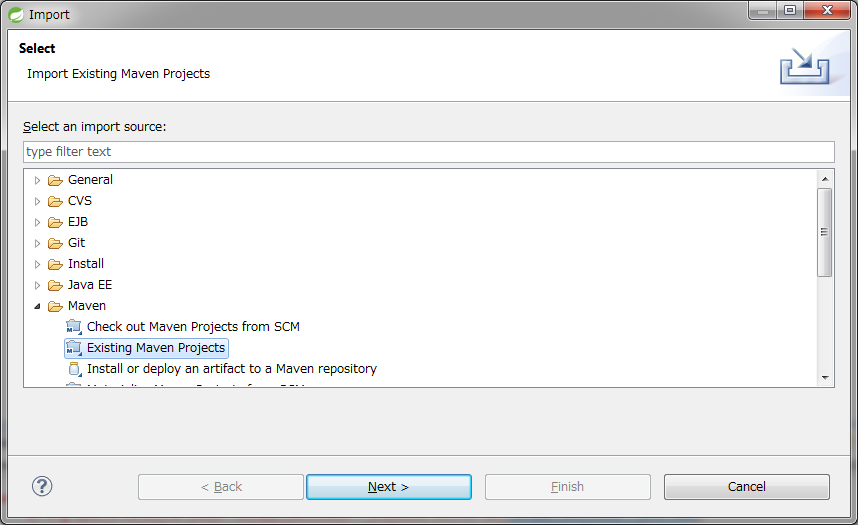 Import
Select
Import Existing Maven Projects
Select an import source:
type filter text
General
CVS
EJB
Git
Install
Java EE
Maven
Check out Maven Projects from SCM
Existing Maven Projects
Install or deploy an artifact to a Maven repository
< Back
Next >
Finish
Cancel